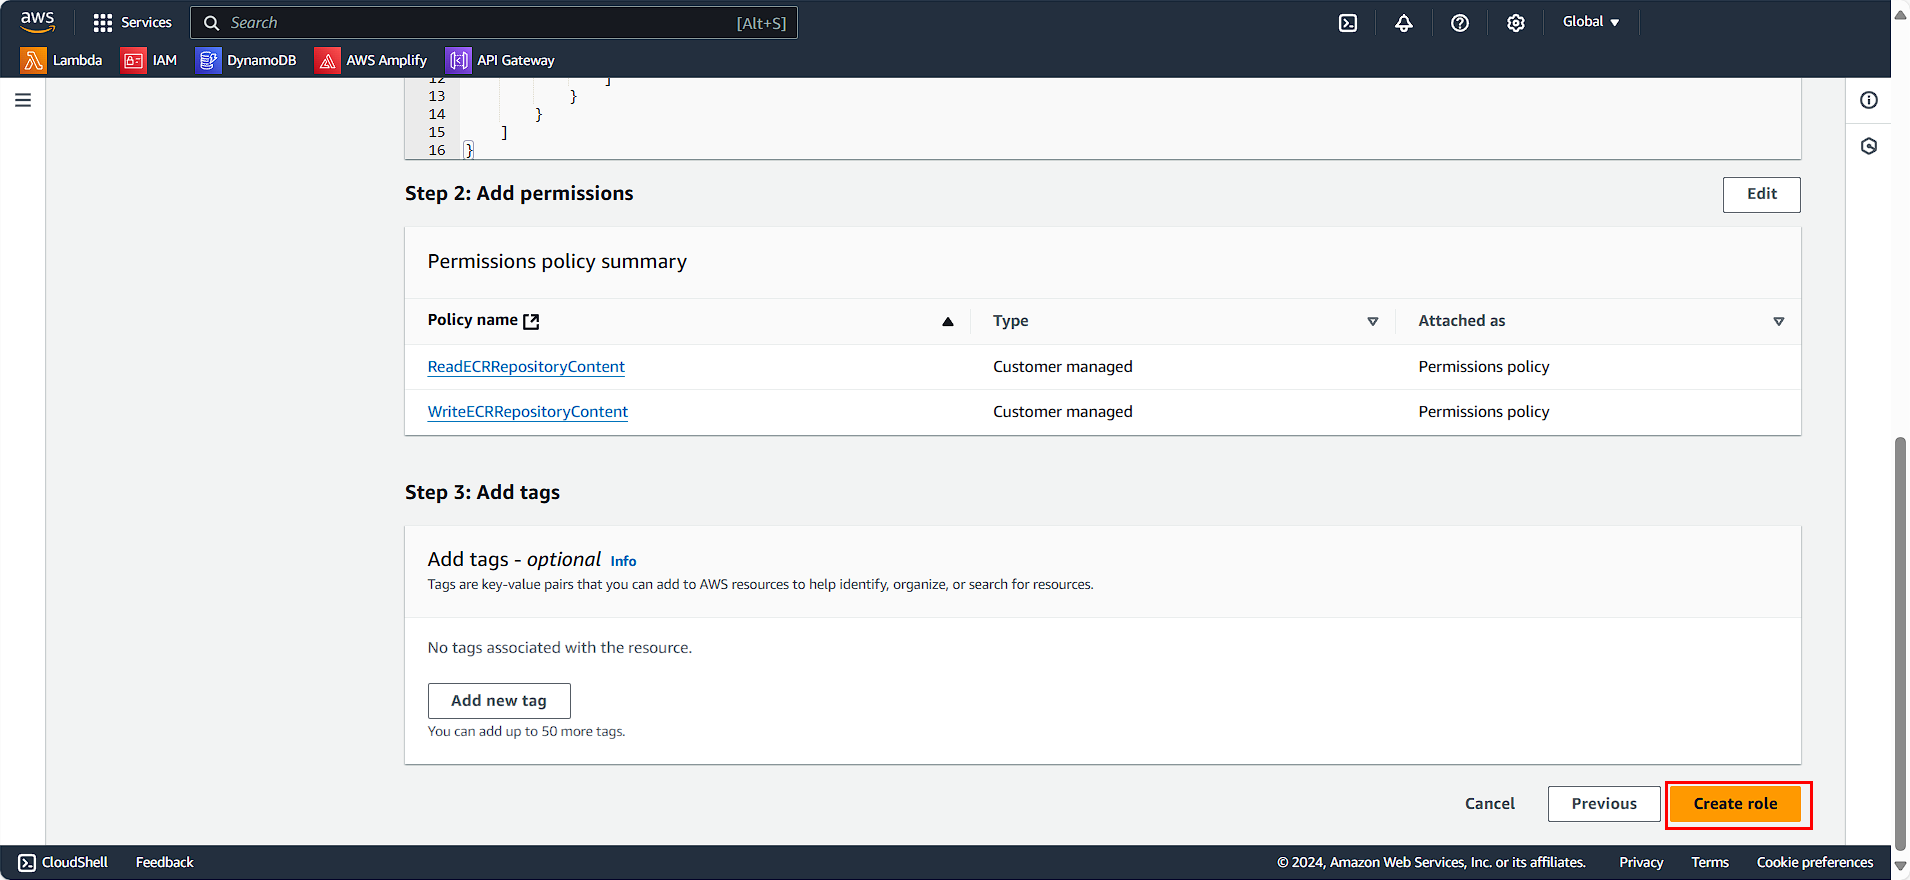 aws
Services
Search [Alt+S]
Global
Lambda IAM DynamoDB AWS Amplify API Gateway
12 ]
13 }
14 }
15 ]
16 }
Step 2: Add permissions
Edit
Permissions policy summary
Policy name Type Attached as
ReadECRRepositoryContent Customer managed Permissions policy
WriteECRRepositoryContent Customer managed Permissions policy
Step 3: Add tags
Add tags - optional Info
Tags are key-value pairs that you can add to AWS resources to help identify, organize, or search for resources.
No tags associated with the resource.
Add new tag
You can add up to 50 more tags.
Cancel Previous Create role
CloudShell Feedback © 2024, Amazon Web Services, Inc. or its affiliates. Privacy Terms Cookie preferences